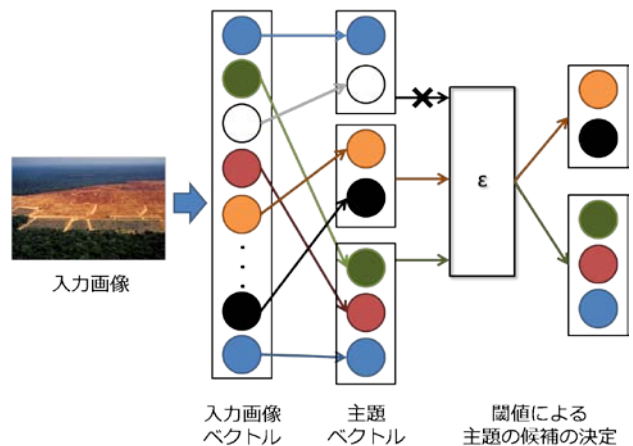 ε
入力画像
入力画像
ベクトル
主題
ベクトル
閾値による
主題の候補の決定